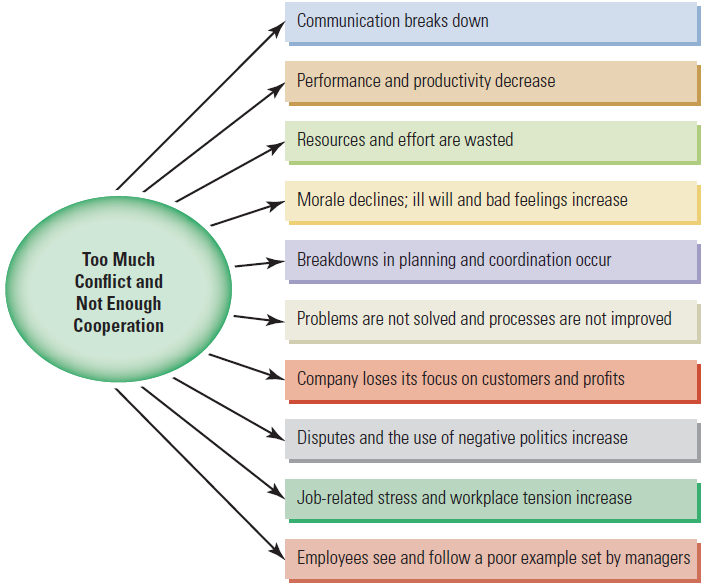 Communication breaks down
Performance and productivity decrease
Resources and effort are wasted
Morale declines; ill will and bad feelings increase
Too Much
Conflict and
Not Enough
Cooperation
Breakdowns in planning and coordination occur
Problems are not solved and processes are not improved
Company loses its focus on customers and profits
Disputes and the use of negative politics increase
Job-related stress and workplace tension increase
Employees see and follow a poor example set by managers